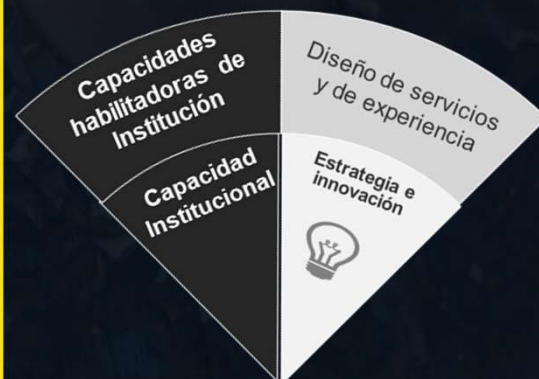 Capacidades
habilitadoras de
Institución
Diseño de servicios
y de experiencia
Capacidad
Institucional
Estrategia e
innovación